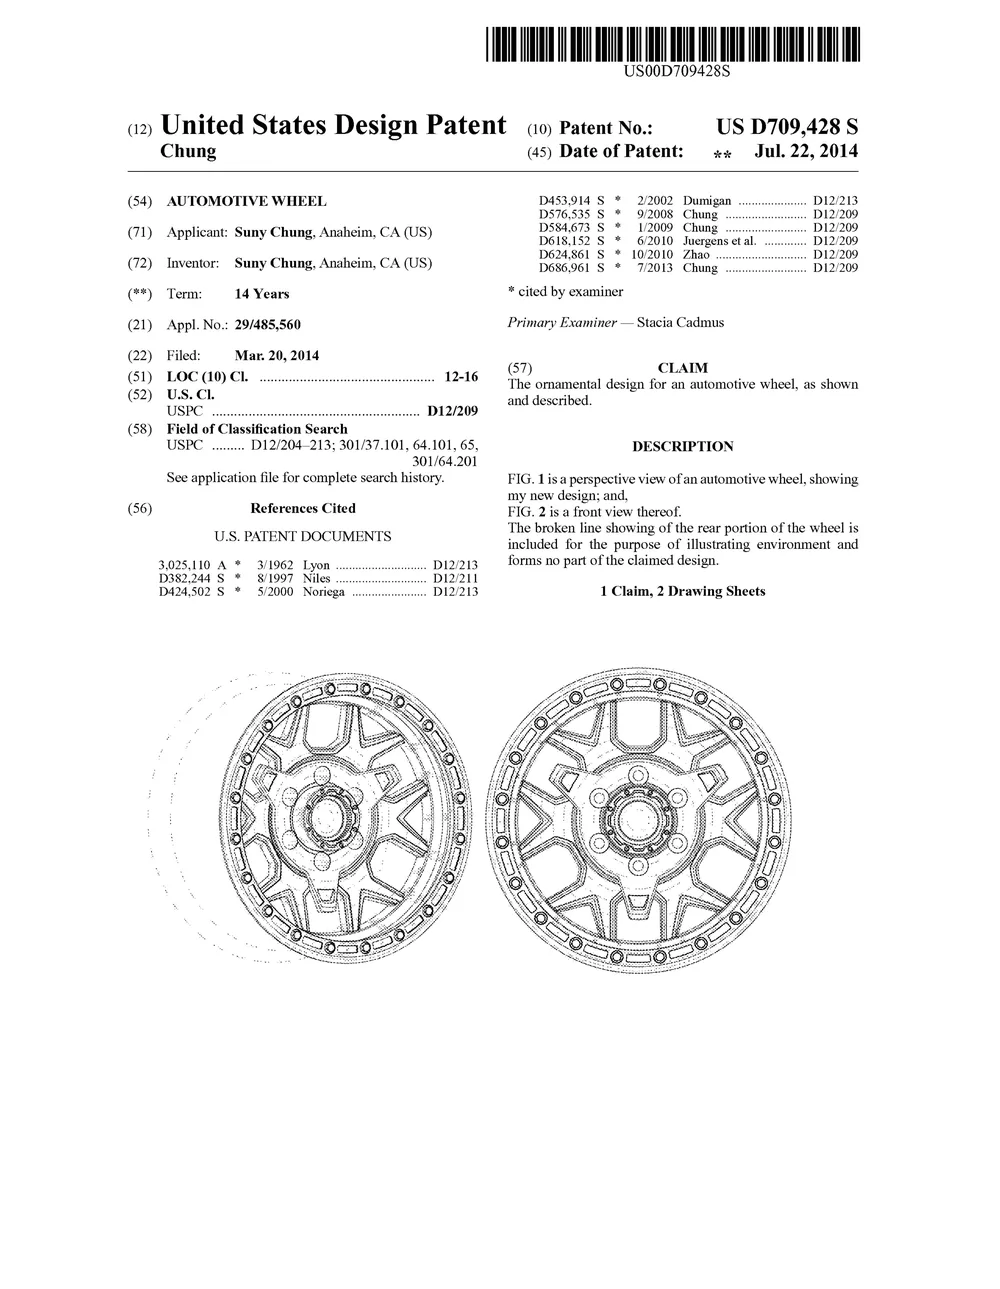 US00D709428S
(12) United States Design Patent
Chung
(10) Patent No.: US D709,428 S
(45) Date of Patent: ** Jul. 22, 2014
(54) AUTOMOTIVE WHEEL
(71) Applicant: Suny Chung, Anaheim, CA (US)
(72) Inventor: Suny Chung, Anaheim, CA (US)
(**) Term: 14 Years
(21) Appl. No.: 29/485,560
(22) Filed: Mar. 20, 2014
(51) LOC (10) Cl. ................................................ 12-16
(52) U.S. Cl.
USPC ......................................................... D12/209
(58) Field of Classification Search
USPC ......... D12/204–213; 301/37.101, 64.101, 65,
301/64.201
See application file for complete search history.
(56) References Cited
U.S. PATENT DOCUMENTS
3,025,110 A * 3/1962 Lyon ............................ D12/213
D382,244 S * 8/1997 Niles ............................ D12/211
D424,502 S * 5/2000 Noriega ....................... D12/213
D453,914 S * 2/2002 Dumigan ..................... D12/213
D576,535 S * 9/2008 Chung ......................... D12/209
D584,673 S * 1/2009 Chung ......................... D12/209
D618,152 S * 6/2010 Juergens et al. ............. D12/209
D624,861 S * 10/2010 Zhao ............................ D12/209
D686,961 S * 7/2013 Chung ......................... D12/209
* cited by examiner
Primary Examiner — Stacia Cadmus
(57) CLAIM
The ornamental design for an automotive wheel, as shown
and described.
DESCRIPTION
FIG. 1 is a perspective view of an automotive wheel, showing
my new design; and,
FIG. 2 is a front view thereof.
The broken line showing of the rear portion of the wheel is
included for the purpose of illustrating environment and
forms no part of the claimed design.
1 Claim, 2 Drawing Sheets